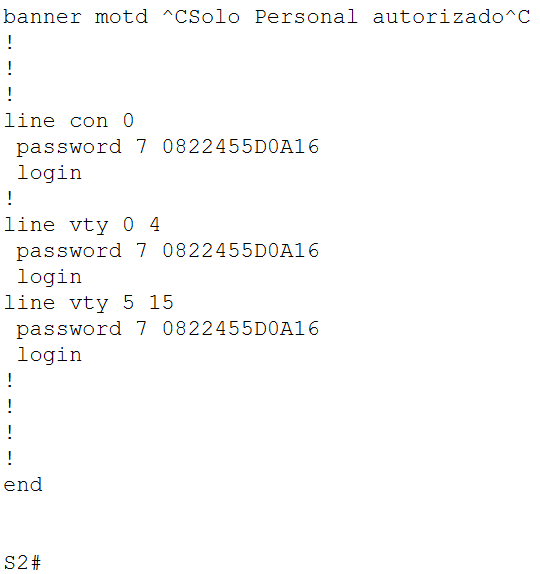 banner motd ^CSolo Personal autorizado^C
!
!
!
line con 0
 password 7 0822455D0A16
 login
!
line vty 0 4
 password 7 0822455D0A16
 login
line vty 5 15
 password 7 0822455D0A16
 login
!
!
!
!
end
S2#